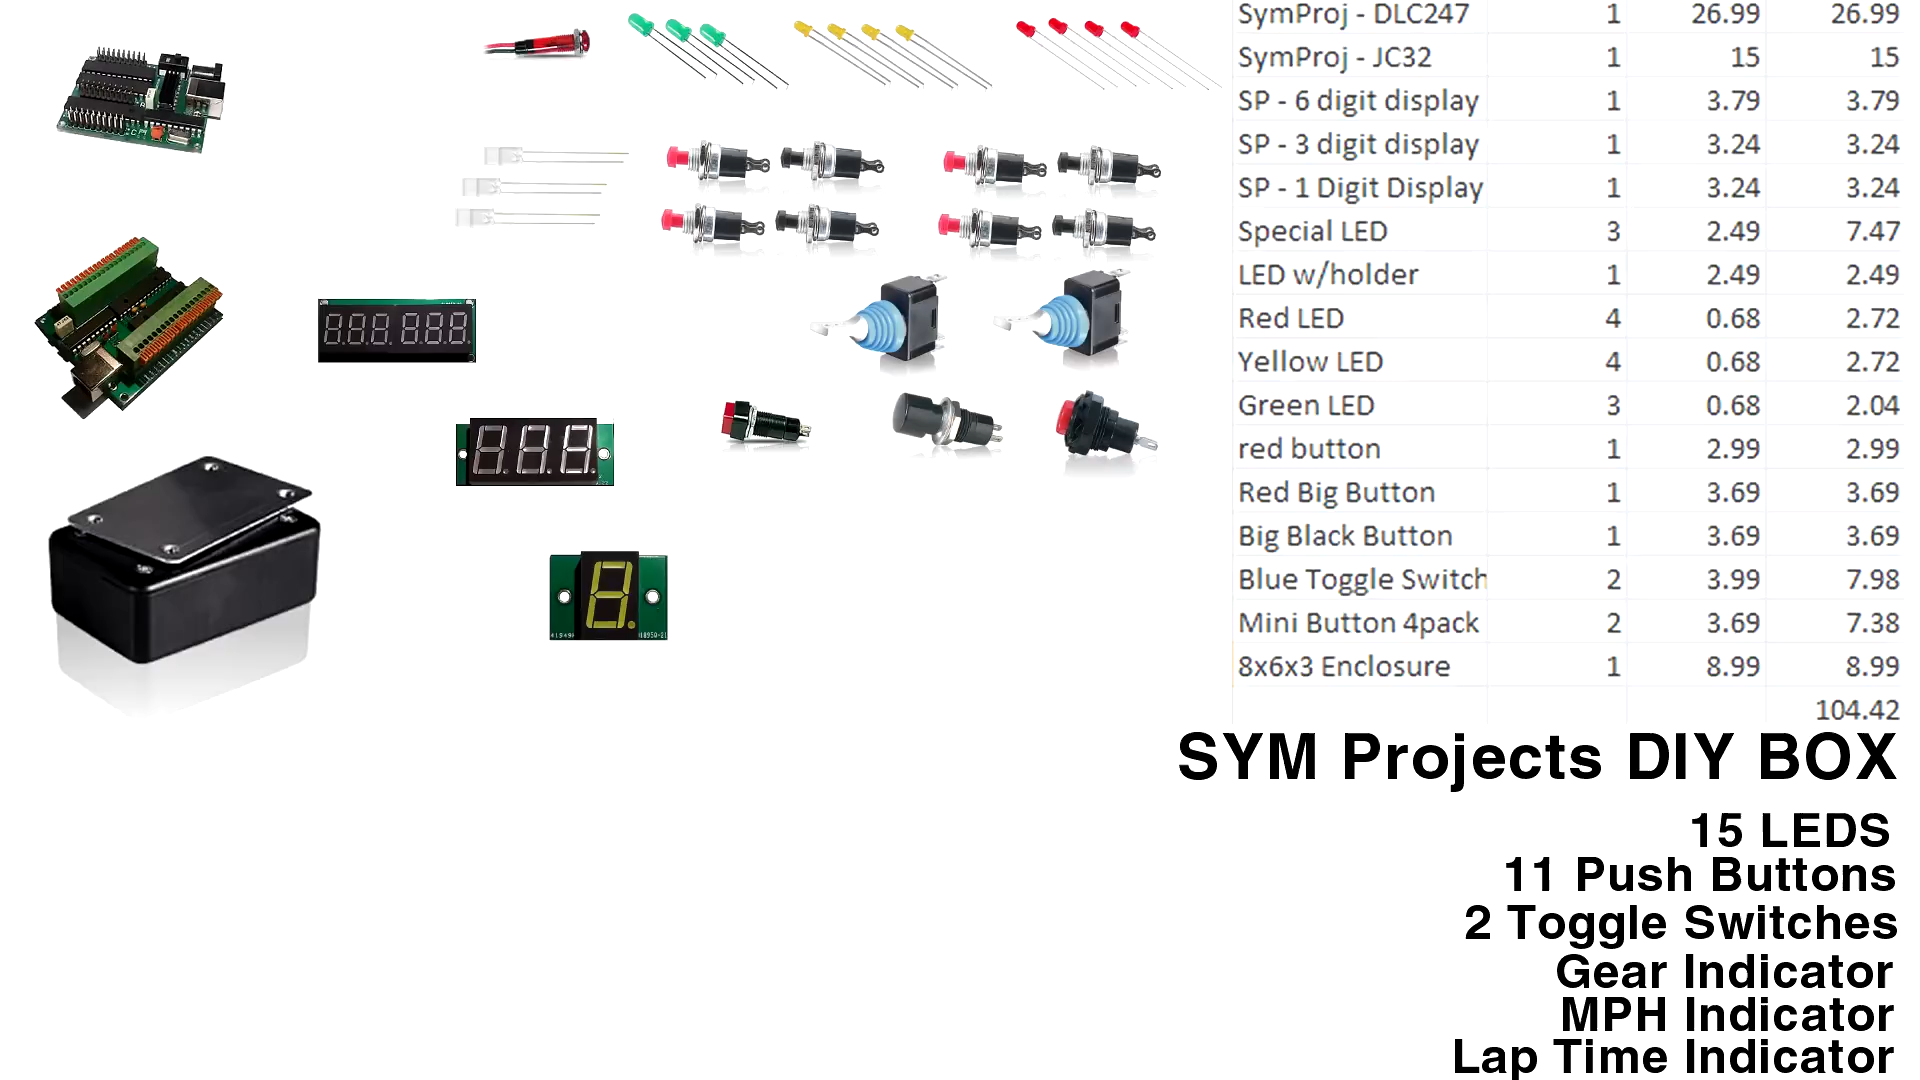 SymProj - DLC247 1 26.99 26.99
SymProj - JC32 1 15 15
SP - 6 digit display 1 3.79 3.79
SP - 3 digit display 1 3.24 3.24
SP - 1 Digit Display 1 3.24 3.24
Special LED 3 2.49 7.47
LED w/holder 1 2.49 2.49
Red LED 4 0.68 2.72
Yellow LED 4 0.68 2.72
Green LED 3 0.68 2.04
red button 1 2.99 2.99
Red Big Button 1 3.69 3.69
Big Black Button 1 3.69 3.69
Blue Toggle Switch 2 3.99 7.98
Mini Button 4pack 2 3.69 7.38
8x6x3 Enclosure 1 8.99 8.99
104.42
SYM Projects DIY BOX
15 LEDS
11 Push Buttons
2 Toggle Switches
Gear Indicator
MPH Indicator
Lap Time Indicator